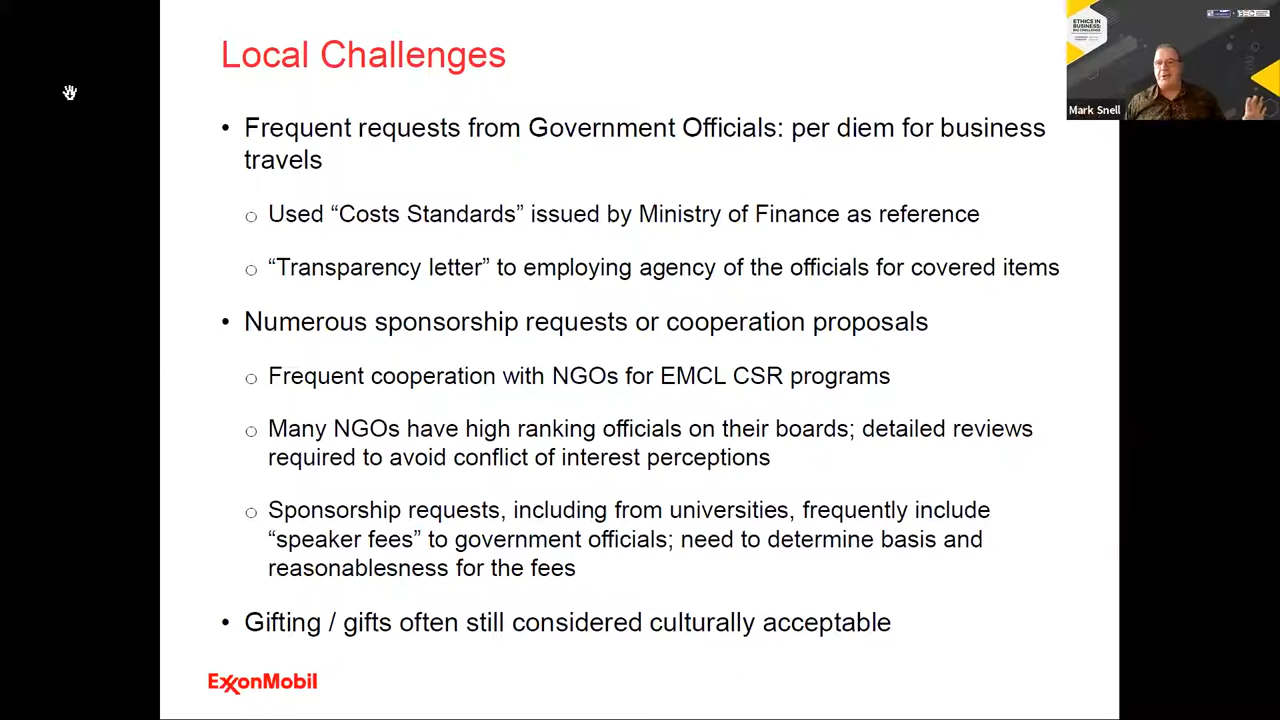 Local Challenges
• Frequent requests from Government Officials: per diem for business
travels
○ Used “Costs Standards” issued by Ministry of Finance as reference
○ “Transparency letter” to employing agency of the officials for covered items
• Numerous sponsorship requests or cooperation proposals
○ Frequent cooperation with NGOs for EMCL CSR programs
○ Many NGOs have high ranking officials on their boards; detailed reviews
required to avoid conflict of interest perceptions
○ Sponsorship requests, including from universities, frequently include
“speaker fees” to government officials; need to determine basis and
reasonablesness for the fees
• Gifting / gifts often still considered culturally acceptable
ExxonMobil
ETHICS IN
BUSINESS:
Mark Snell